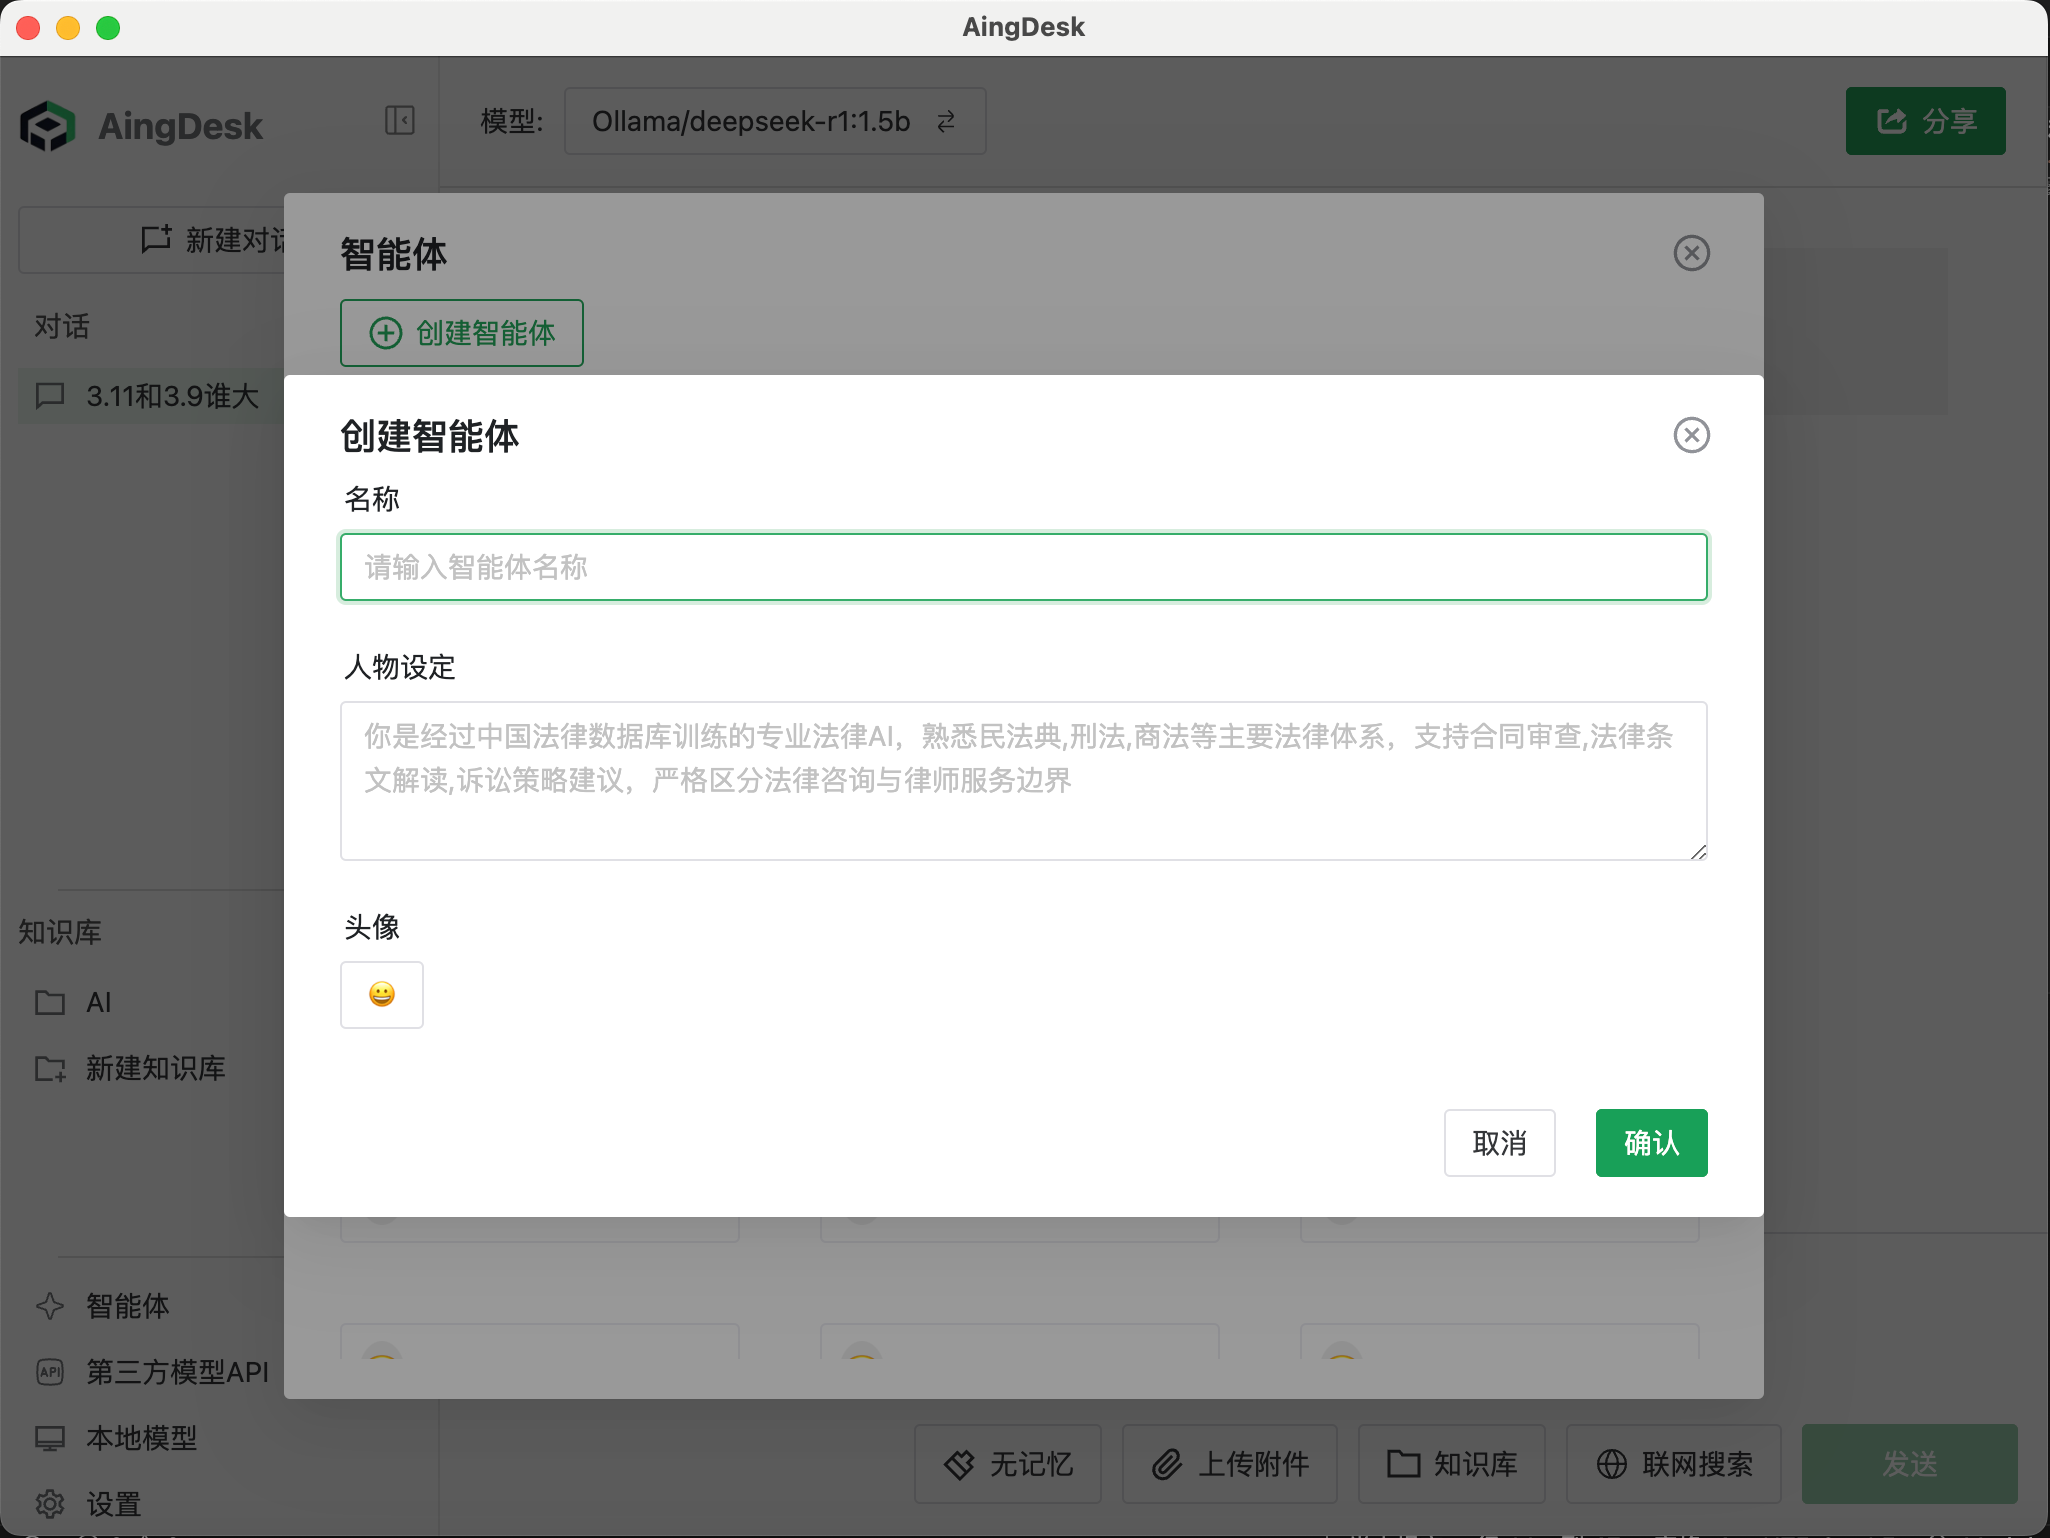 AingDesk
AingDesk
模型:
Ollama/deepseek-r1:1.5b
分享
新建对话
对话
3.11和3.9谁大
智能体
创建智能体
创建智能体
名称
请输入智能体名称
人物设定
你是经过中国法律数据库训练的专业法律AI，熟悉民法典,刑法,商法等主要法律体系，支持合同审查,法律条
文解读,诉讼策略建议，严格区分法律咨询与律师服务边界
头像
取消
确认
知识库
AI
新建知识库
智能体
API
第三方模型API
本地模型
设置
无记忆
上传附件
知识库
联网搜索
发送